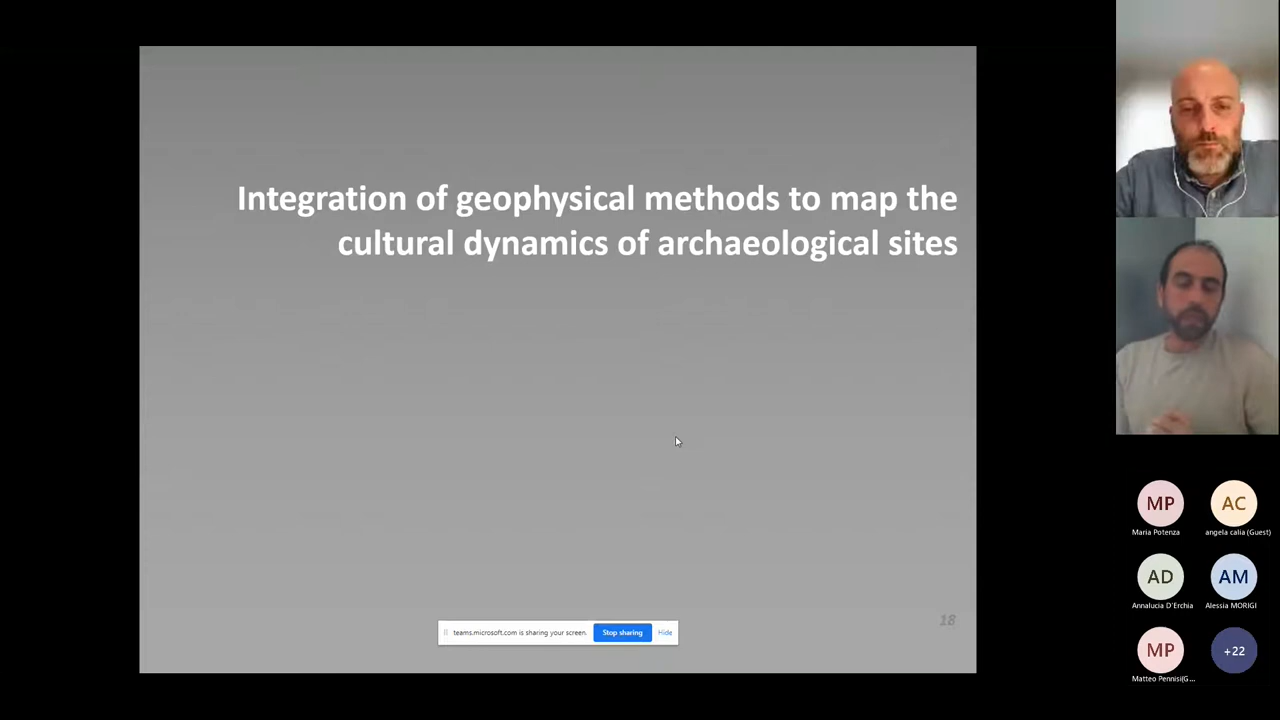 Integration of geophysical methods to map the
cultural dynamics of archaeological sites
18
teams.microsoft.com is sharing your screen.
Stop sharing
Hide
MP
AC
Maria Potenza
angela calia (Guest)
AD
AM
Annalucia D'Erchia
Alessia MORIGI
MP
+22
Matteo Pennisi(G...